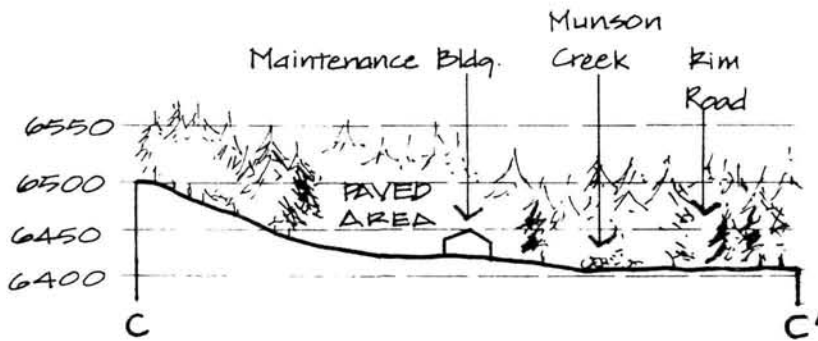 Munson
Maintenance Bldg. Creek Rim
Road
6550
6500 PAVED
AREA
6450
6400
C C'